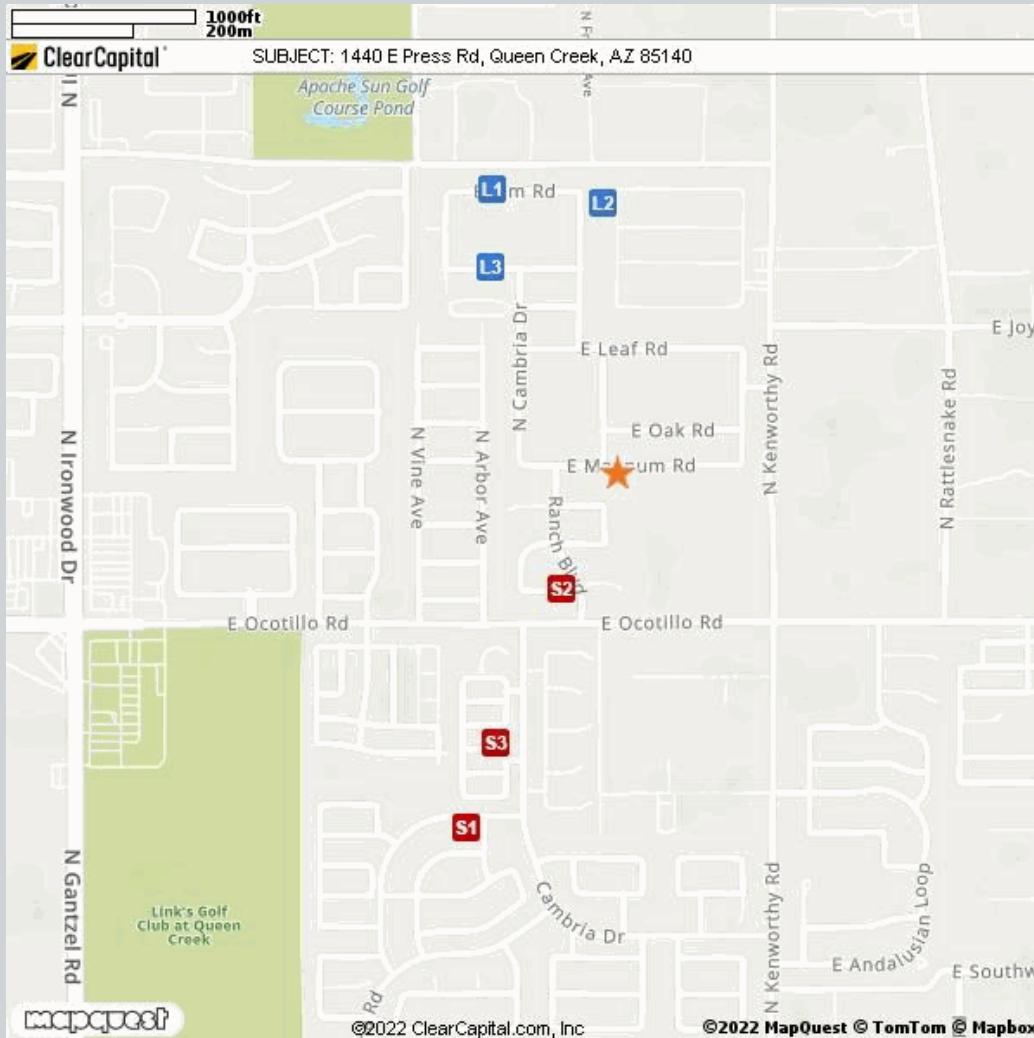 1000ft
200m
ClearCapital
SUBJECT: 1440 E Press Rd, Queen Creek, AZ 85140
Ave
Apache Sun Golf
Course Pond
L1
m Rd
L2
L3
N Cambria Dr
E Joy
E Leaf Rd
N Kenworthy Rd
N Rattlesnake Rd
N Ironwood Dr
N Vine Ave
N Arbor Ave
E Oak Rd
E M um Rd
Ranch Blvd
S2
E Ocotillo Rd
E Ocotillo Rd
S3
S1
N Gantzel Rd
Link's Golf
Club at Queen
Creek
Cambria Dr
N Kenworthy Rd
E Andalusian Loop
E Southw
Rd
mapquest
©2022 ClearCapital.com, Inc
©2022 MapQuest © TomTom © Mapbox